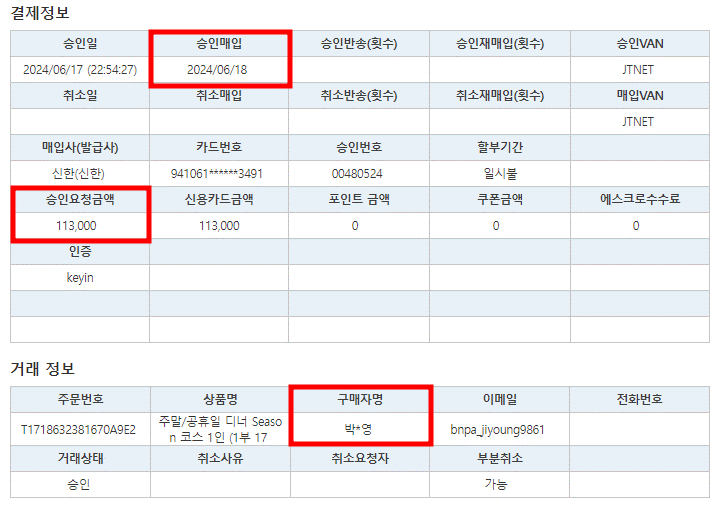 결제정보
승인일 승인매입 승인반송(횟수) 승인재매입(횟수) 승인VAN
2024/06/17 (22:54:27) 2024/06/18 JTNET
취소일 취소매입 취소반송(횟수) 취소재매입(횟수) 매입VAN
JTNET
매입사(발급사) 카드번호 승인번호 할부기간
신한(신한) 941061******3491 00480524 일시불
승인요청금액 신용카드금액 포인트 금액 쿠폰금액 에스크로수수료
113,000 113,000 0 0 0
인증
keyin
거래 정보
주문번호 상품명 구매자명 이메일 전화번호
T1718632381670A9E2 주말/공휴일 디너 Seaso
n 코스 1인 (1부 17 박*영 bnpa_jiyoung9861
거래상태 취소사유 취소요청자 부분취소
승인 가능